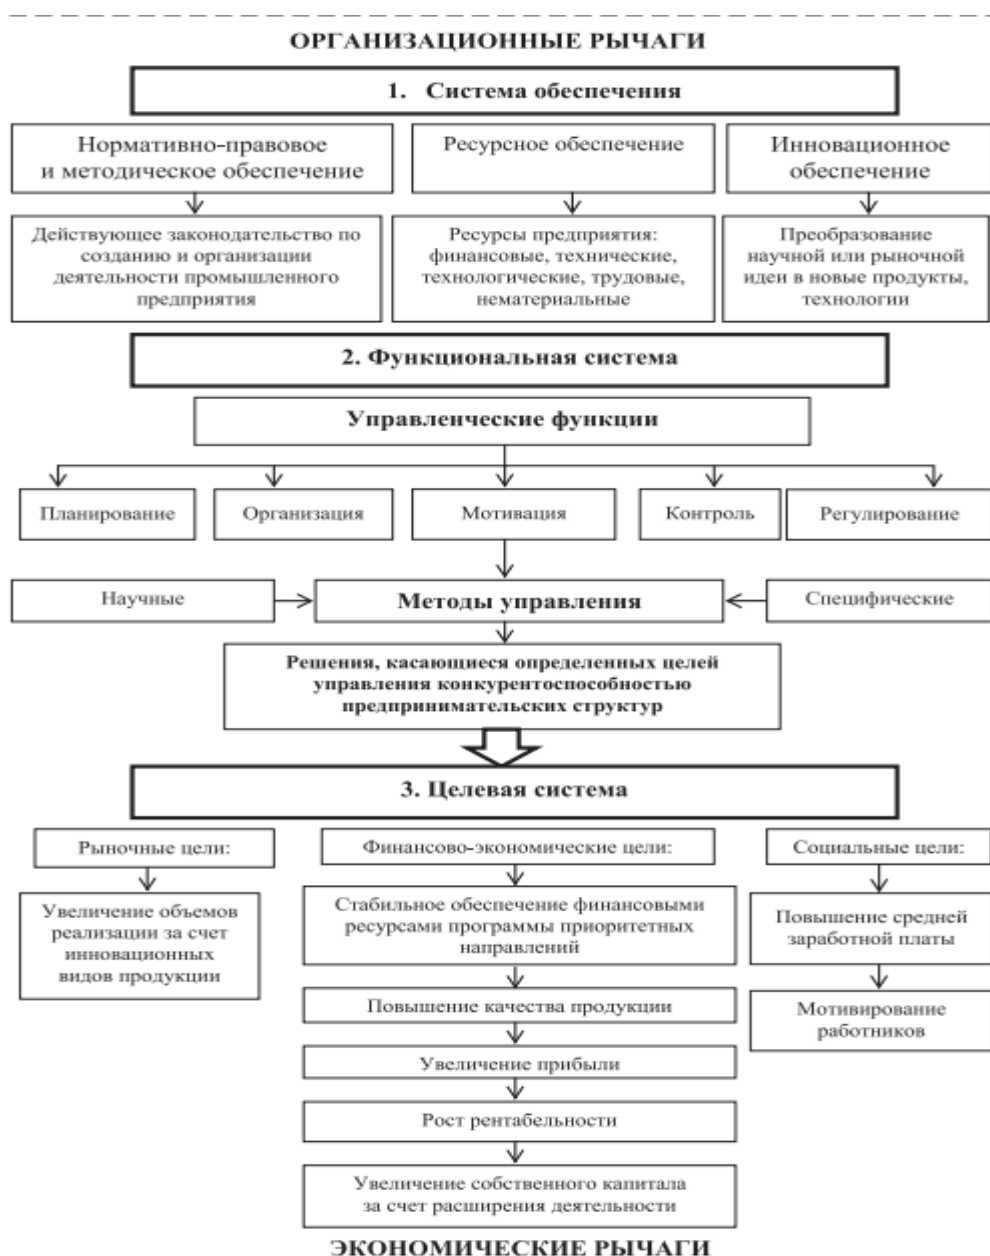 ОРГАНИЗАЦИОННЫЕ РЫЧАГИ
1. Система обеспечения
Нормативно-правовое
и методическое обеспечение
Ресурсное обеспечение
Инновационное
обеспечение
Действующее законодательство по
созданию и организации
деятельности промышленного
предприятия
Ресурсы предприятия:
финансовые, технические,
технологические, трудовые,
нематериальные
Преобразование
научной или рыночной
идеи в новые продукты,
технологии
2. Функциональная система
Управленческие функции
Планирование
Организация
Мотивация
Контроль
Регулирование
Научные
Методы управления
Специфические
Решения, касающиеся определенных целей
управления конкурентоспособностью
предпринимательских структур
3. Целевая система
Рыночные цели:
Финансово-экономические цели:
Социальные цели:
Увеличение объемов
реализации за счет
инновационных
видов продукции
Стабильное обеспечение финансовыми
ресурсами программы приоритетных
направлений
Повышение средней
заработной платы
Повышение качества продукции
Мотивирование
работников
Увеличение прибыли
Рост рентабельности
Увеличение собственного капитала
за счет расширения деятельности
ЭКОНОМИЧЕСКИЕ РЫЧАГИ